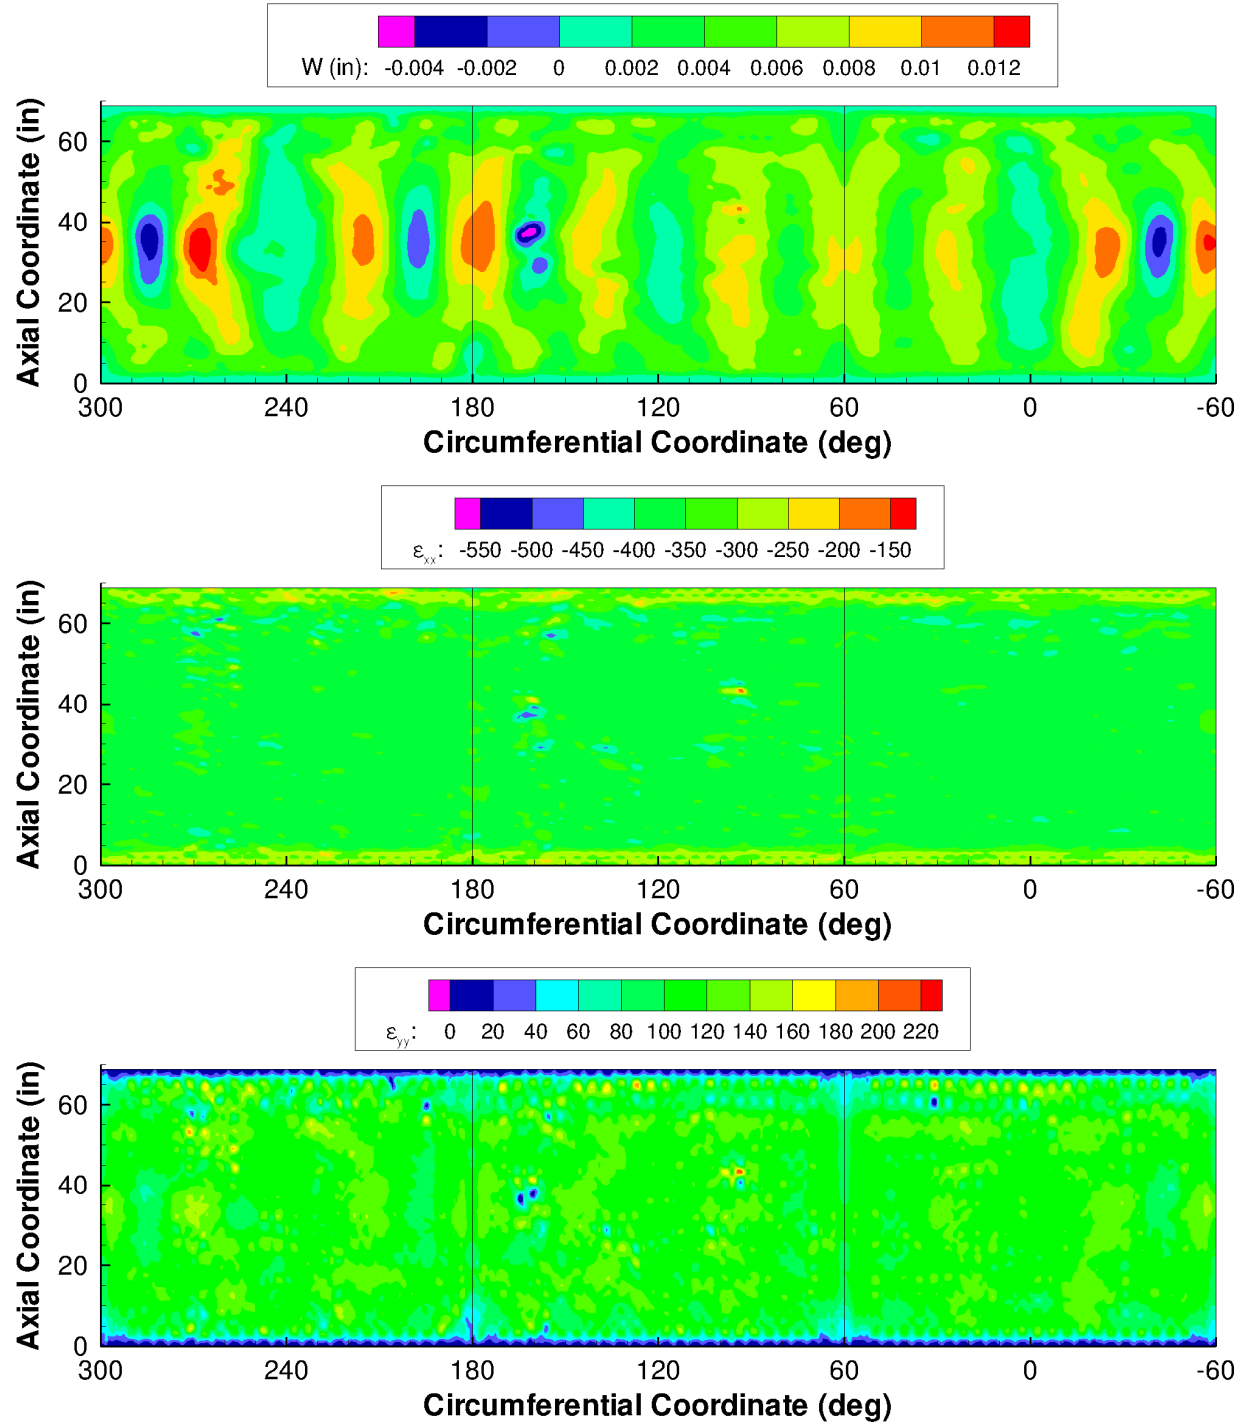 W (in): -0.004 -0.002 0 0.002 0.004 0.006 0.008 0.01 0.012
Axial Coordinate (in)
60
40
20
0
300 240 180 120 60 0 -60
Circumferential Coordinate (deg)
εxx: -550 -500 -450 -400 -350 -300 -250 -200 -150
Axial Coordinate (in)
60
40
20
0
300 240 180 120 60 0 -60
Circumferential Coordinate (deg)
εyy: 0 20 40 60 80 100 120 140 160 180 200 220
Axial Coordinate (in)
60
40
20
0
300 240 180 120 60 0 -60
Circumferential Coordinate (deg)